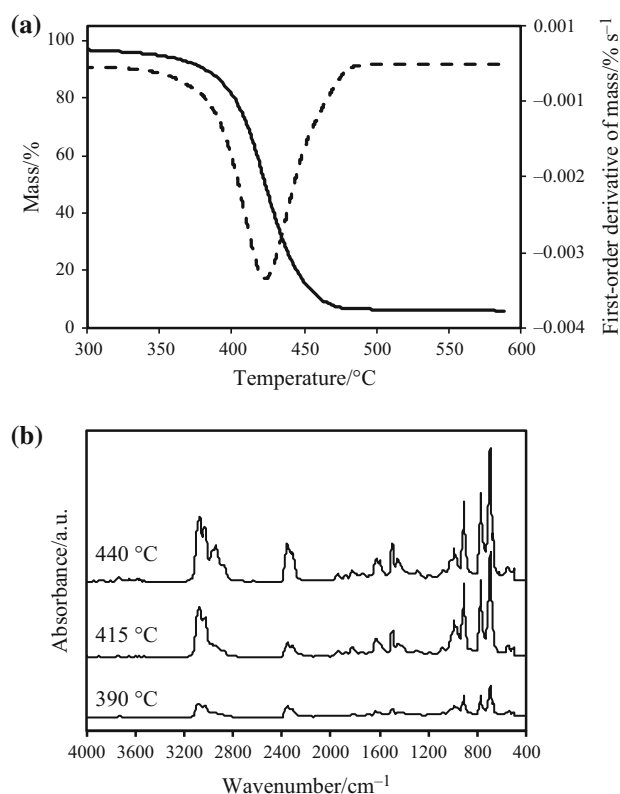 (a)
100
80
60
40
20
0
Mass/%
300
350
400
450
500
550
600
Temperature/°C
0.001
−0.001
−0.002
−0.003
−0.004
First-order derivative of mass/% s⁻¹
(b)
440 °C
415 °C
390 °C
Absorbance/a.u.
4000
3600
3200
2800
2400
2000
1600
1200
800
400
Wavenumber/cm⁻¹